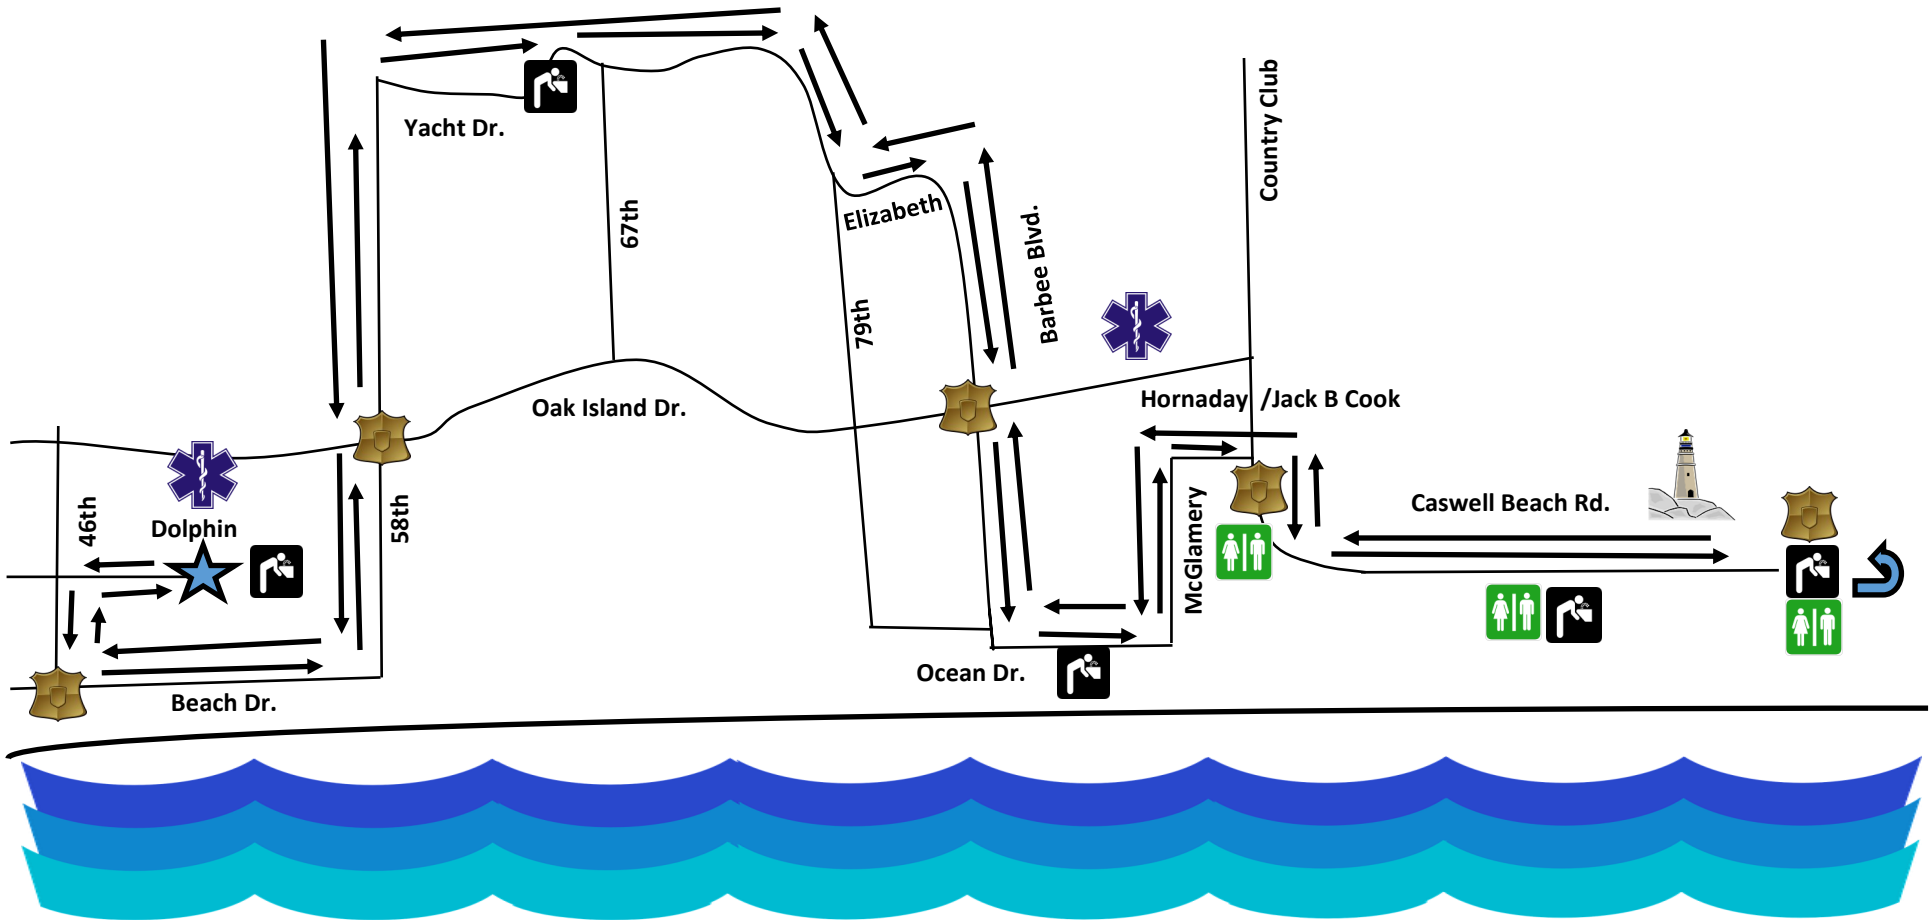 Yacht Dr.
Country Club
67th
Elizabeth
Barbee Blvd.
79th
Oak Island Dr.
Hornaday /Jack B Cook
46th
Dolphin
58th
McGlamery
Caswell Beach Rd.
Ocean Dr.
Beach Dr.